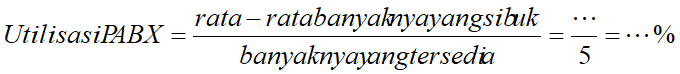 UtilisasiPABX = rata − ratabanyaknyayangsibuk / banyaknyayangtersedia = ⋯ / 5 = ⋯%